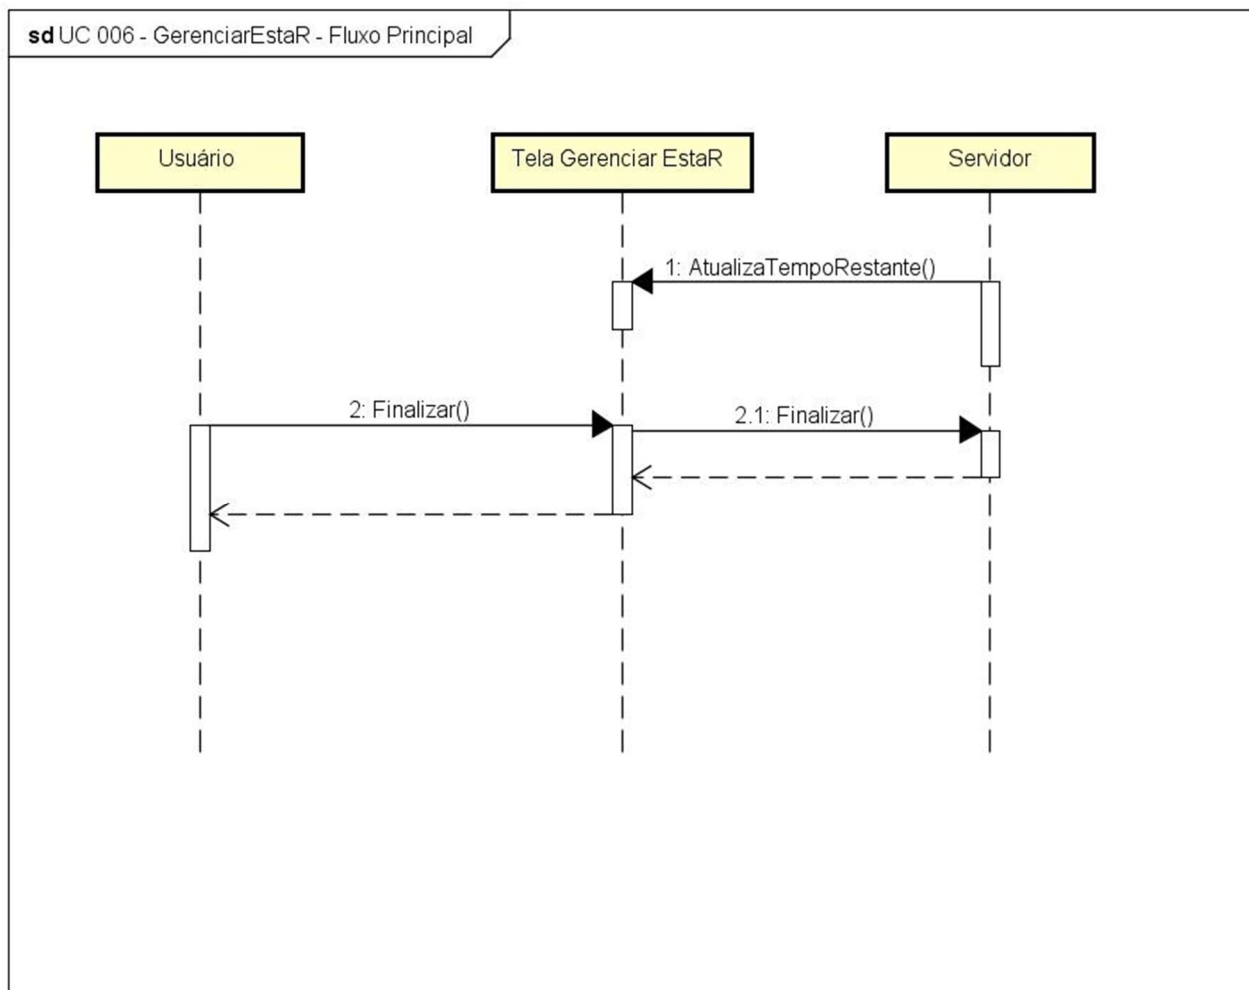 sd UC 006 - GerenciarEstaR - Fluxo Principal
Usuário
Tela Gerenciar EstaR
Servidor
1: AtualizaTempoRestante()
2: Finalizar()
2.1: Finalizar()